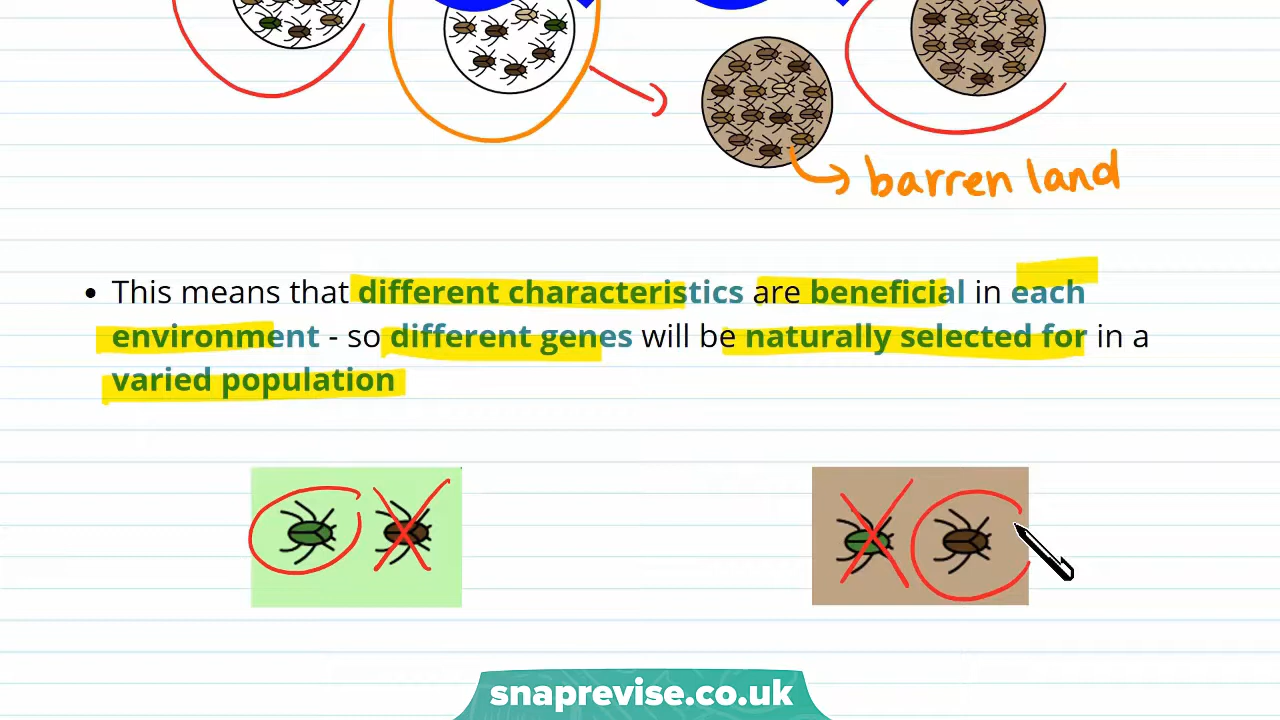 barren land
• This means that different characteristics are beneficial in each
environment - so different genes will be naturally selected for in a
varied population
snaprevise.co.uk